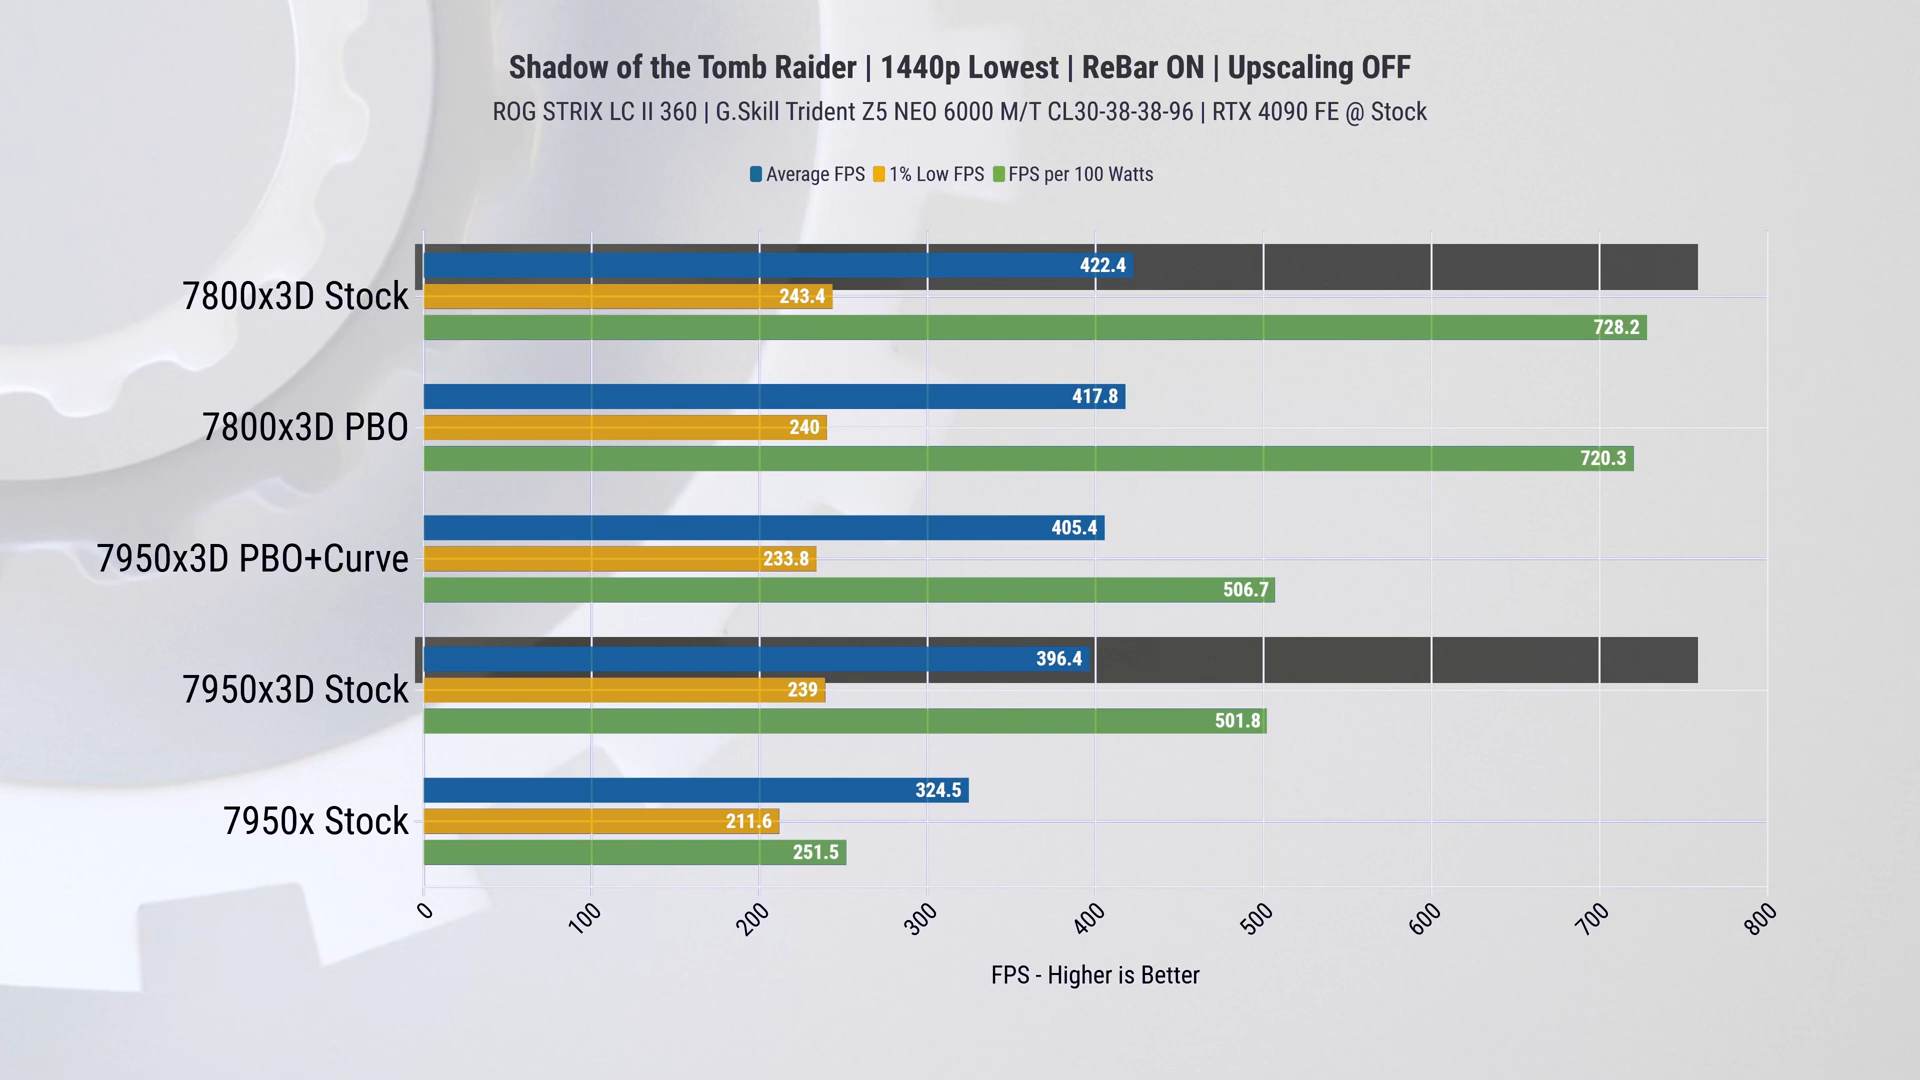 Shadow of the Tomb Raider | 1440p Lowest | ReBar ON | Upscaling OFF
ROG STRIX LC II 360 | G.Skill Trident Z5 NEO 6000 M/T CL30-38-38-96 | RTX 4090 FE @ Stock
Average FPS 1% Low FPS FPS per 100 Watts
422.4
7800x3D Stock 243.4
728.2
417.8
7800x3D PBO 240
720.3
405.4
7950x3D PBO+Curve 233.8
506.7
396.4
7950x3D Stock 239
501.8
324.5
7950x Stock 211.6
251.5
0 100 200 300 400 500 600 700 800
FPS - Higher is Better